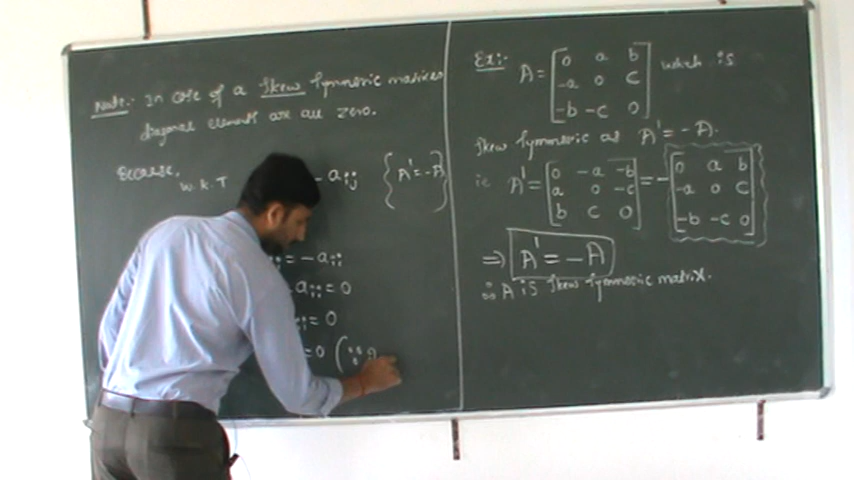 Note:- In case of a Skew Symmetric matrices
diagonal elements are all zero.
Because,
W.K.T - aij {A' = -A}
= -aii
aii = 0
= 0
= 0 (
Ex:- A = [0 a b
-a 0 c
-b -c 0] which is
Skew Symmetric as A' = -A.
ie A' = [0 -a -b
a 0 -c
b c 0] = -[0 a b
-a 0 c
-b -c 0]
⇒ A' = -A
∴ A is Skew Symmetric matrix.